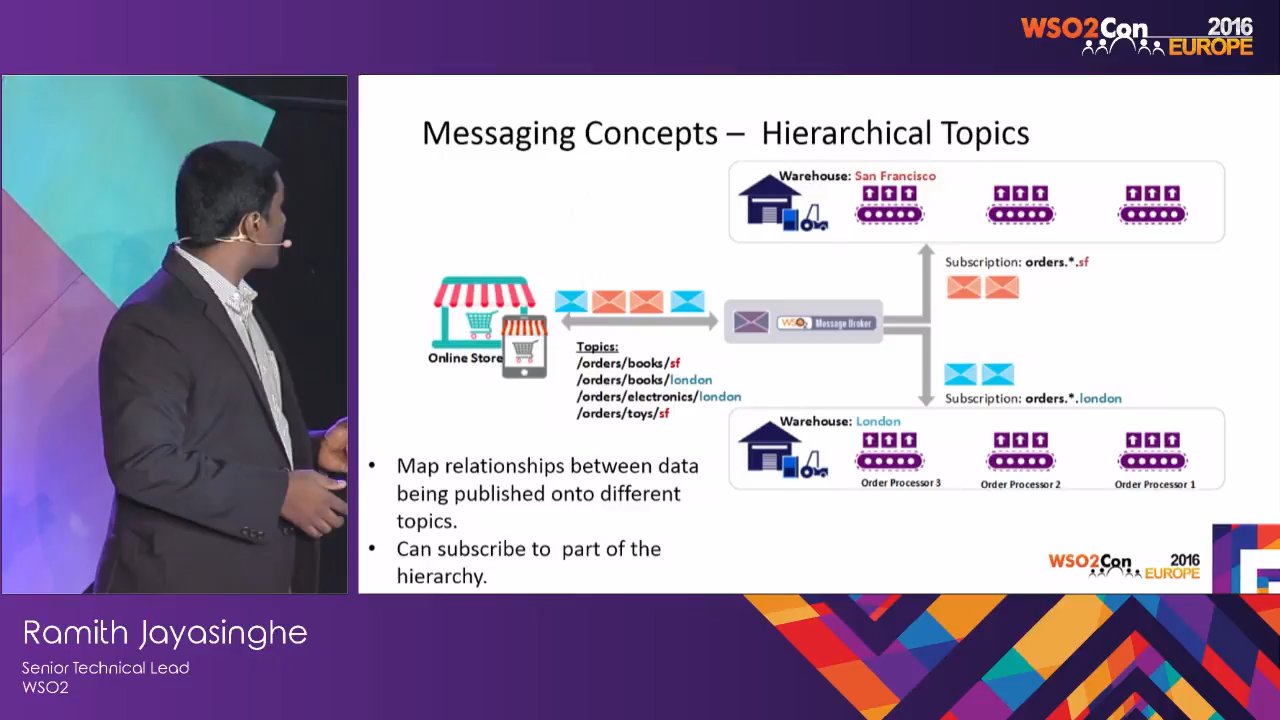 WSO2Con 2016
EUROPE
Messaging Concepts – Hierarchical Topics
Warehouse: San Francisco
Subscription: orders.*.sf
Online Store
WSO2 Message Broker
Topics:
/orders/books/sf
/orders/books/london
/orders/electronics/london
/orders/toys/sf
Subscription: orders.*.london
Warehouse: London
Order Processor 3
Order Processor 2
Order Processor 1
• Map relationships between data
being published onto different
topics.
• Can subscribe to part of the
hierarchy.
WSO2Con 2016
EUROPE
Ramith Jayasinghe
Senior Technical Lead
WSO2